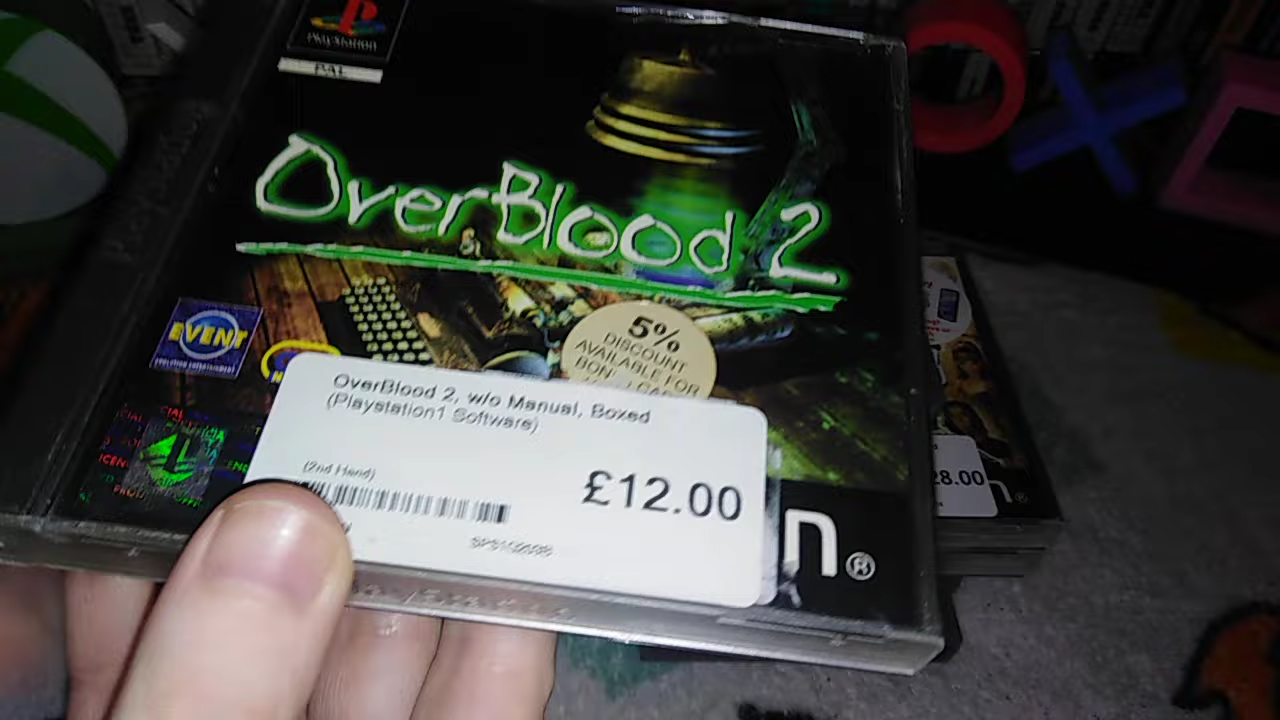 PlayStation
PAL
OverBlood 2
EVENT
5%
DISCOUNT
AVAILABLE FOR
OverBlood 2, w/o Manual, Boxed
(Playstation1 Software)
(2nd Hand)
£12.00
n®
28.00
n®